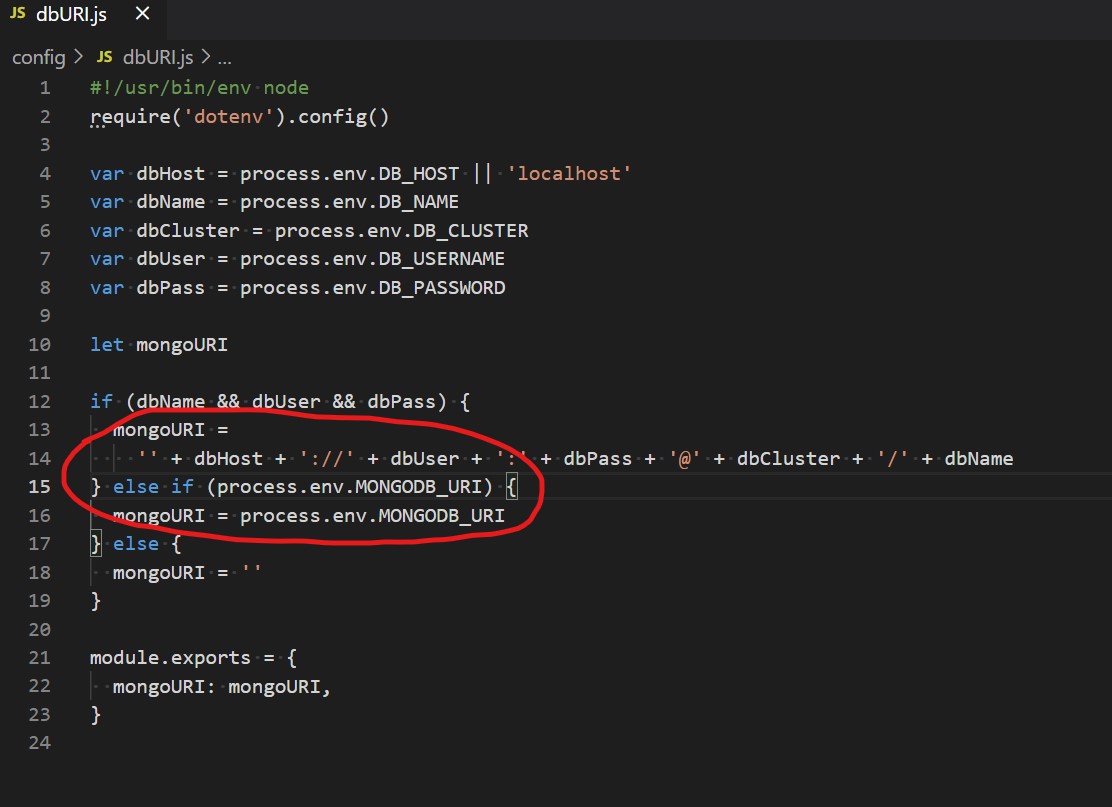 JS dbURI.js ×
config > JS dbURI.js > ...
1 #!/usr/bin/env node
2 require('dotenv').config()
3
4 var dbHost = process.env.DB_HOST || 'localhost'
5 var dbName = process.env.DB_NAME
6 var dbCluster = process.env.DB_CLUSTER
7 var dbUser = process.env.DB_USERNAME
8 var dbPass = process.env.DB_PASSWORD
9
10 let mongoURI
11
12 if (dbName && dbUser && dbPass) {
13   mongoURI =
14     '' + dbHost + '://' + dbUser + ':' + dbPass + '@' + dbCluster + '/' + dbName
15 } else if (process.env.MONGODB_URI) {
16   mongoURI = process.env.MONGODB_URI
17 } else {
18   mongoURI = ''
19 }
20
21 module.exports = {
22   mongoURI: mongoURI,
23 }
24